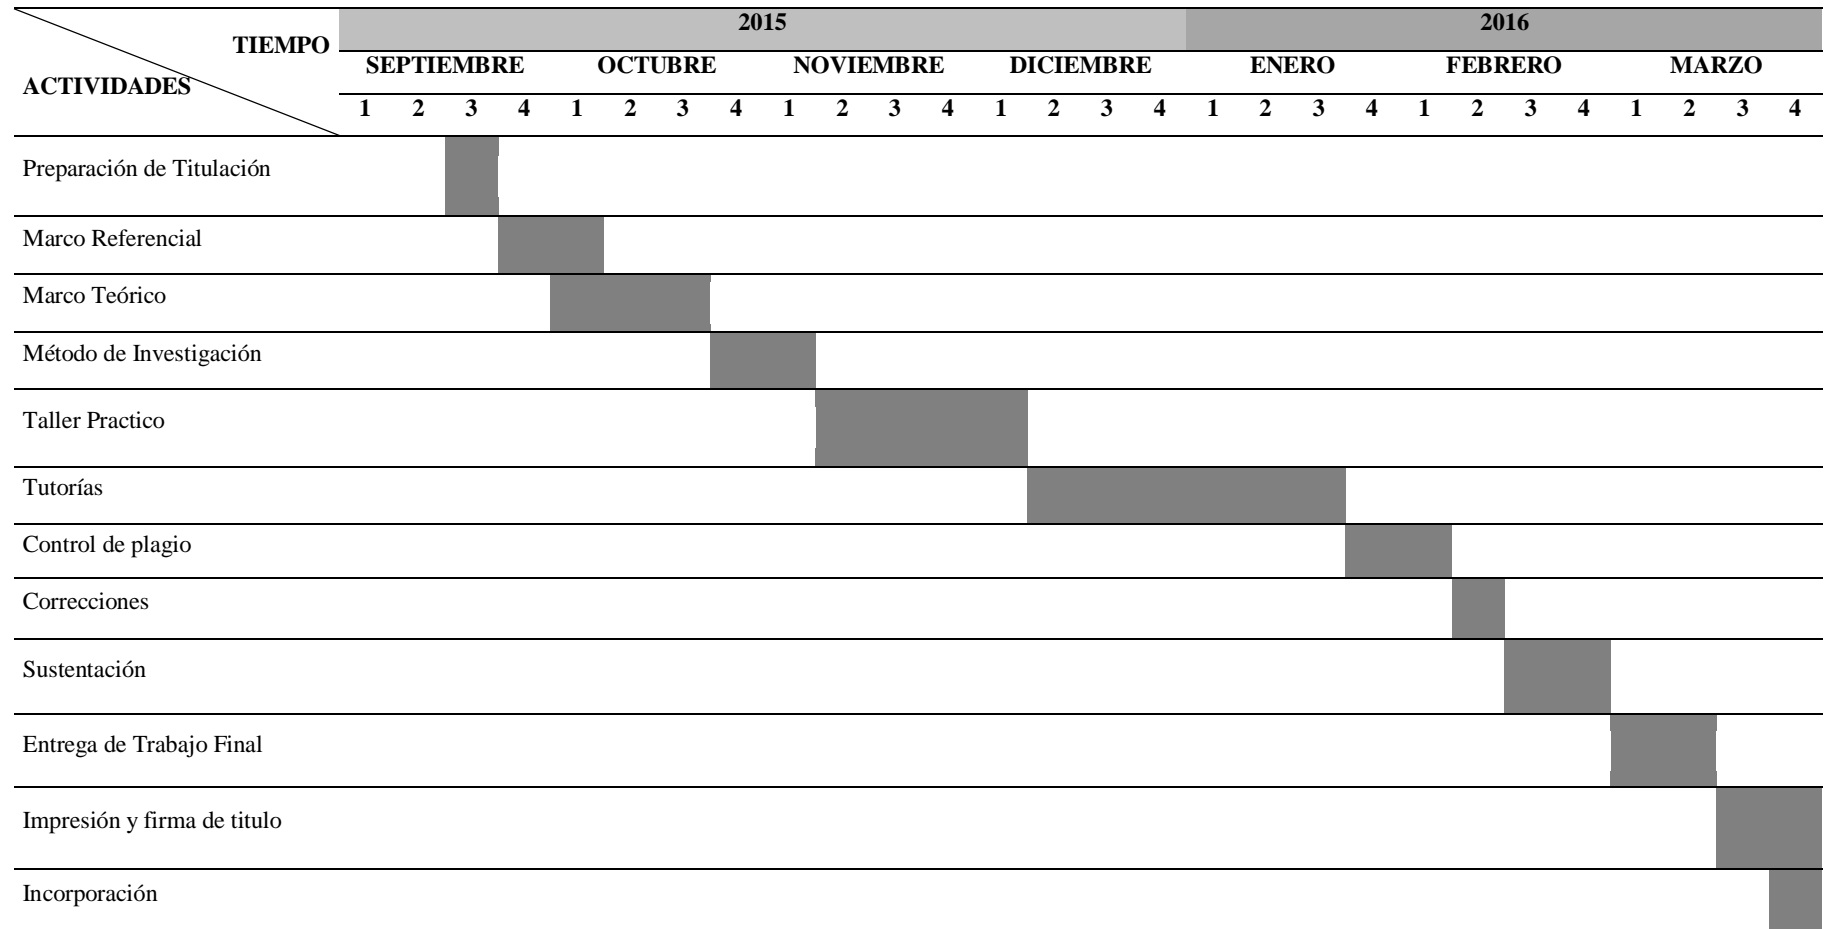 2015 2016
TIEMPO
SEPTIEMBRE OCTUBRE NOVIEMBRE DICIEMBRE ENERO FEBRERO MARZO
ACTIVIDADES
1 2 3 4 1 2 3 4 1 2 3 4 1 2 3 4 1 2 3 4 1 2 3 4 1 2 3 4
Preparación de Titulación
Marco Referencial
Marco Teórico
Método de Investigación
Taller Practico
Tutorías
Control de plagio
Correcciones
Sustentación
Entrega de Trabajo Final
Impresión y firma de titulo
Incorporación